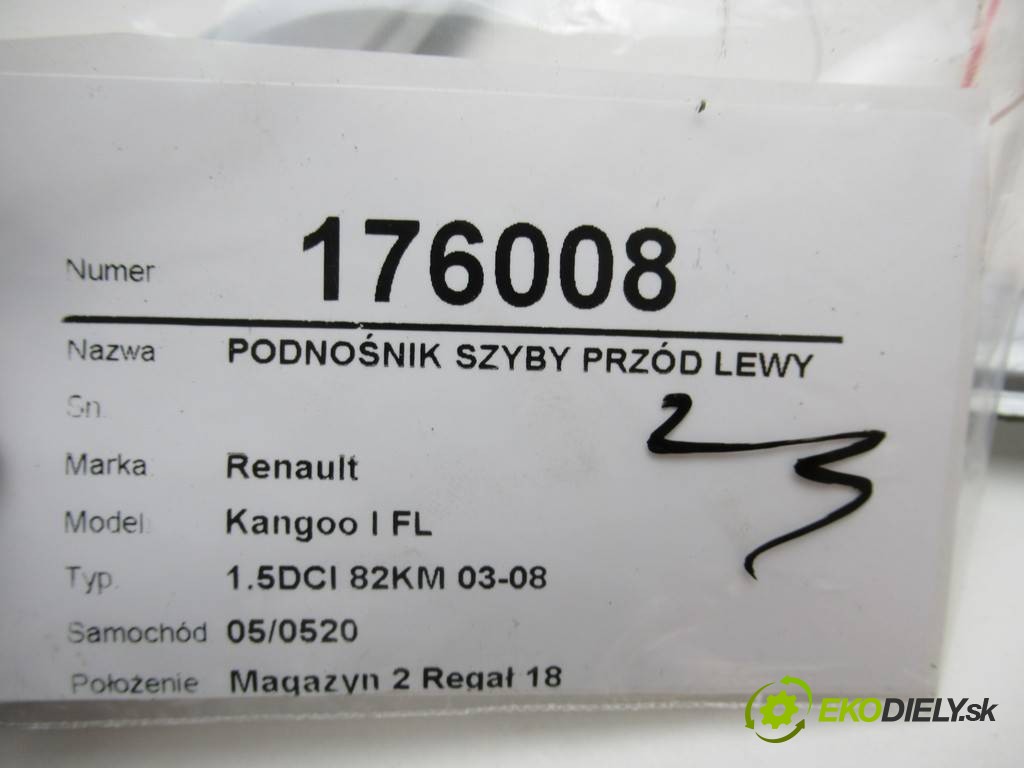 Numer 176008
Nazwa PODNOŚNIK SZYBY PRZÓD LEWY
Sn.
Marka Renault
Model Kangoo I FL
Typ. 1.5DCI 82KM 03-08
Samochód 05/0520
Położenie Magazyn 2 Regał 18
EKODIELY.sk